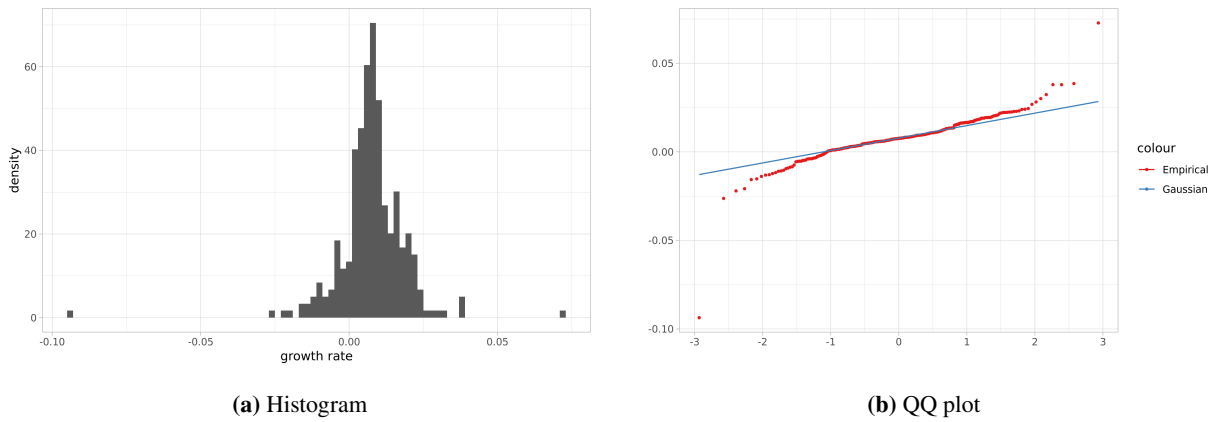 60
40
20
0
density
-0.10
-0.05
0.00
0.05
growth rate
(a) Histogram
0.05
0.00
-0.05
-0.10
-3
-2
-1
0
1
2
3
colour
Empirical
Gaussian
(b) QQ plot